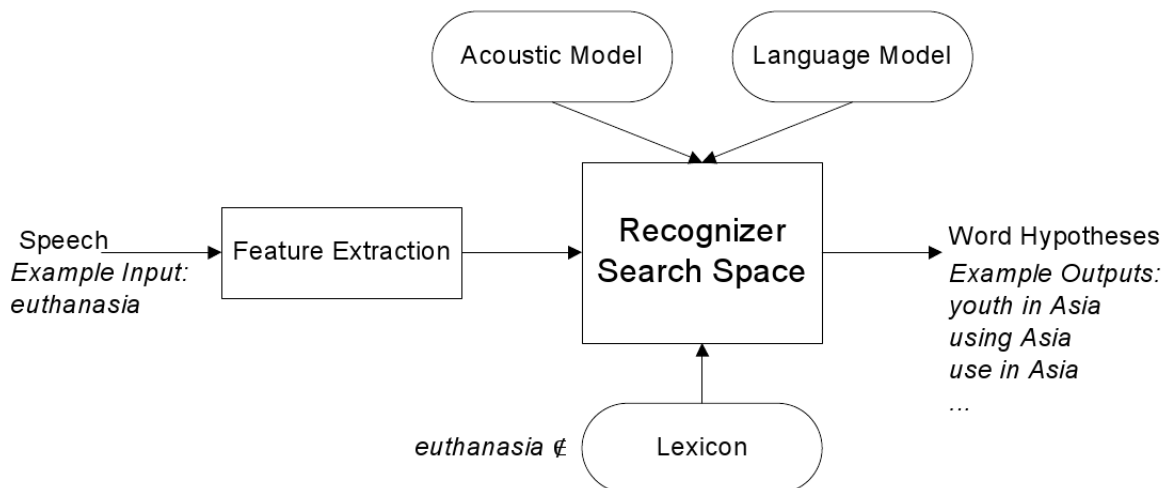 Acoustic Model
Language Model
Speech
Example Input:
euthanasia
Feature Extraction
Recognizer
Search Space
Word Hypotheses
Example Outputs:
youth in Asia
using Asia
use in Asia
...
euthanasia ∉
Lexicon